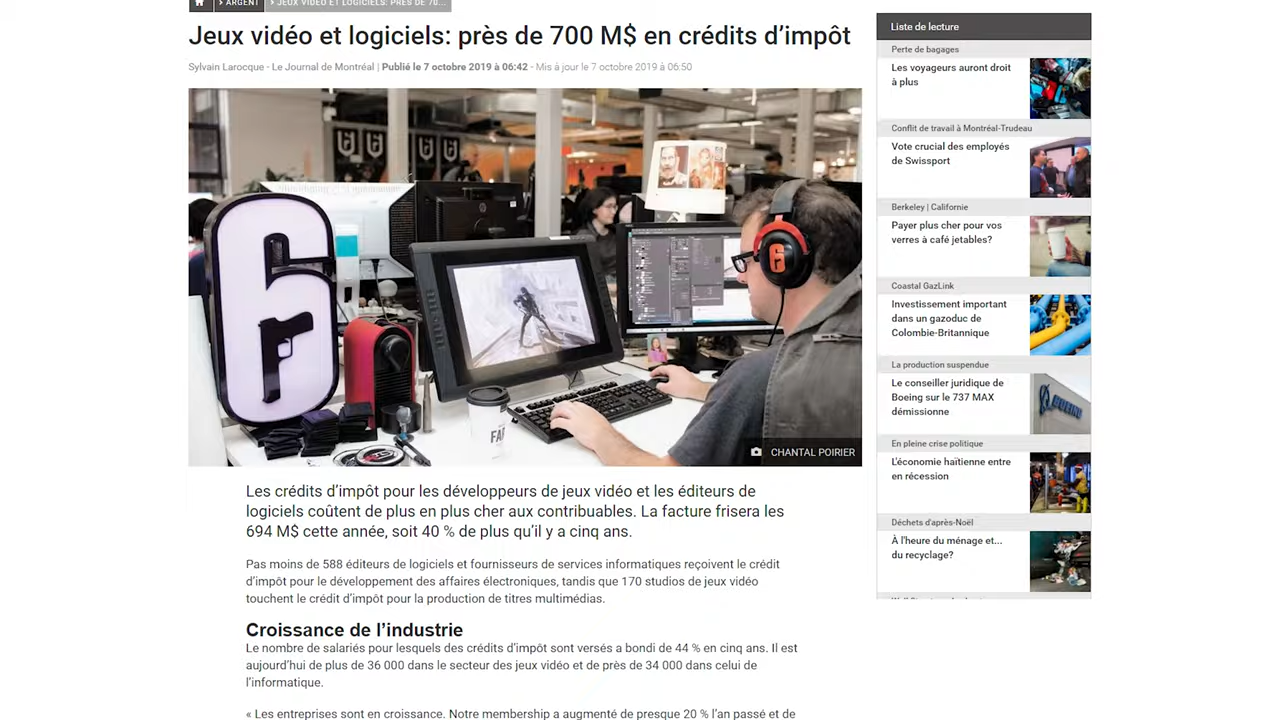 ARGENT
JEUX VIDÉO ET LOGICIELS: PRÈS DE 70...
Jeux vidéo et logiciels: près de 700 M$ en crédits d’impôt
Sylvain Larocque - Le Journal de Montréal | Publié le 7 octobre 2019 à 06:42 - Mis à jour le 7 octobre 2019 à 06:50
6
6
FAB
CHANTAL POIRIER
Les crédits d’impôt pour les développeurs de jeux vidéo et les éditeurs de
logiciels coûtent de plus en plus cher aux contribuables. La facture frisera les
694 M$ cette année, soit 40 % de plus qu’il y a cinq ans.
Pas moins de 588 éditeurs de logiciels et fournisseurs de services informatiques reçoivent le crédit
d’impôt pour le développement des affaires électroniques, tandis que 170 studios de jeux vidéo
touchent le crédit d’impôt pour la production de titres multimédias.
Croissance de l’industrie
Le nombre de salariés pour lesquels des crédits d’impôt sont versés a bondi de 44 % en cinq ans. Il est
aujourd’hui de plus de 36 000 dans le secteur des jeux vidéo et de près de 34 000 dans celui de
l’informatique.
« Les entreprises sont en croissance. Notre membership a augmenté de presque 20 % l’an passé et de
Liste de lecture
Perte de bagages
Les voyageurs auront droit
à plus
Conflit de travail à Montréal-Trudeau
Vote crucial des employés
de Swissport
Berkeley | Californie
Payer plus cher pour vos
verres à café jetables?
Coastal GazLink
Investissement important
dans un gazoduc de
Colombie-Britannique
La production suspendue
Le conseiller juridique de
Boeing sur le 737 MAX
démissionne
BOEING
En pleine crise politique
L’économie haïtienne entre
en récession
Déchets d’après-Noël
À l’heure du ménage et...
du recyclage?